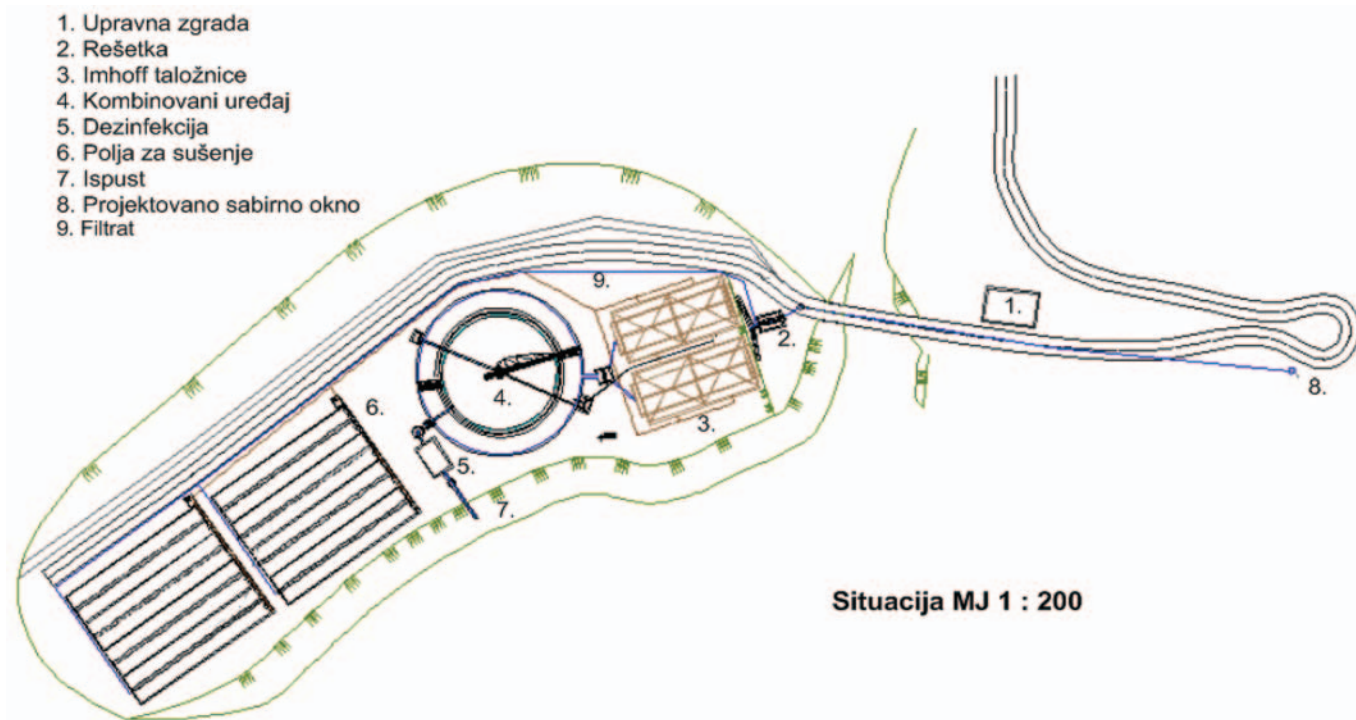 1. Upravna zgrada
2. Rešetka
3. Imhoff taložnice
4. Kombinovani uređaj
5. Dezinfekcija
6. Polja za sušenje
7. Ispust
8. Projektovano sabirno okno
9. Filtrat
9.
1.
2.
8.
4.
6.
3.
5.
7.
Situacija MJ 1 : 200